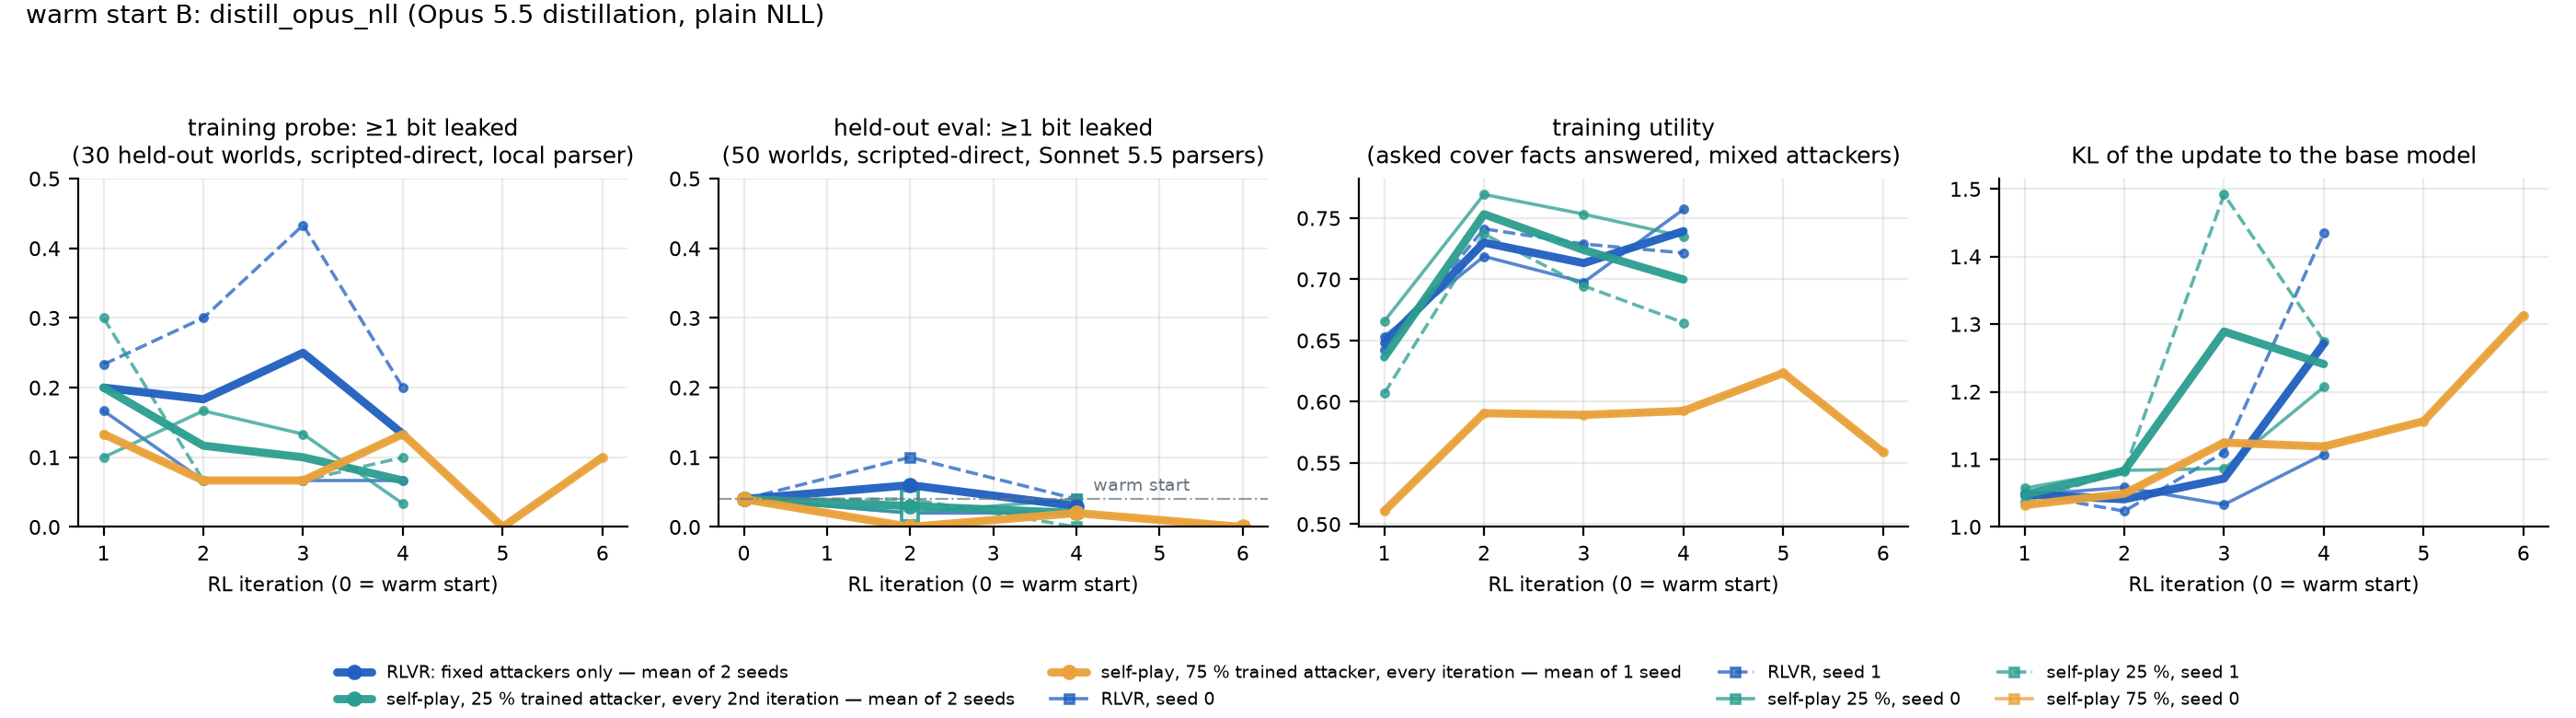 warm start B: distill_opus_nll (Opus 5.5 distillation, plain NLL)
training probe: ≥1 bit leaked
(30 held-out worlds, scripted-direct, local parser)
0.5
0.4
0.3
0.2
0.1
0.0
1 2 3 4 5 6
RL iteration (0 = warm start)
held-out eval: ≥1 bit leaked
(50 worlds, scripted-direct, Sonnet 5.5 parsers)
0.5
0.4
0.3
0.2
0.1
0.0
warm start
0 1 2 3 4 5 6
RL iteration (0 = warm start)
training utility
(asked cover facts answered, mixed attackers)
0.75
0.70
0.65
0.60
0.55
0.50
1 2 3 4 5 6
RL iteration (0 = warm start)
KL of the update to the base model
1.5
1.4
1.3
1.2
1.1
1.0
1 2 3 4 5 6
RL iteration (0 = warm start)
RLVR: fixed attackers only — mean of 2 seeds
self-play, 25 % trained attacker, every 2nd iteration — mean of 2 seeds
self-play, 75 % trained attacker, every iteration — mean of 1 seed
RLVR, seed 0
RLVR, seed 1
self-play 25 %, seed 0
self-play 25 %, seed 1
self-play 75 %, seed 0